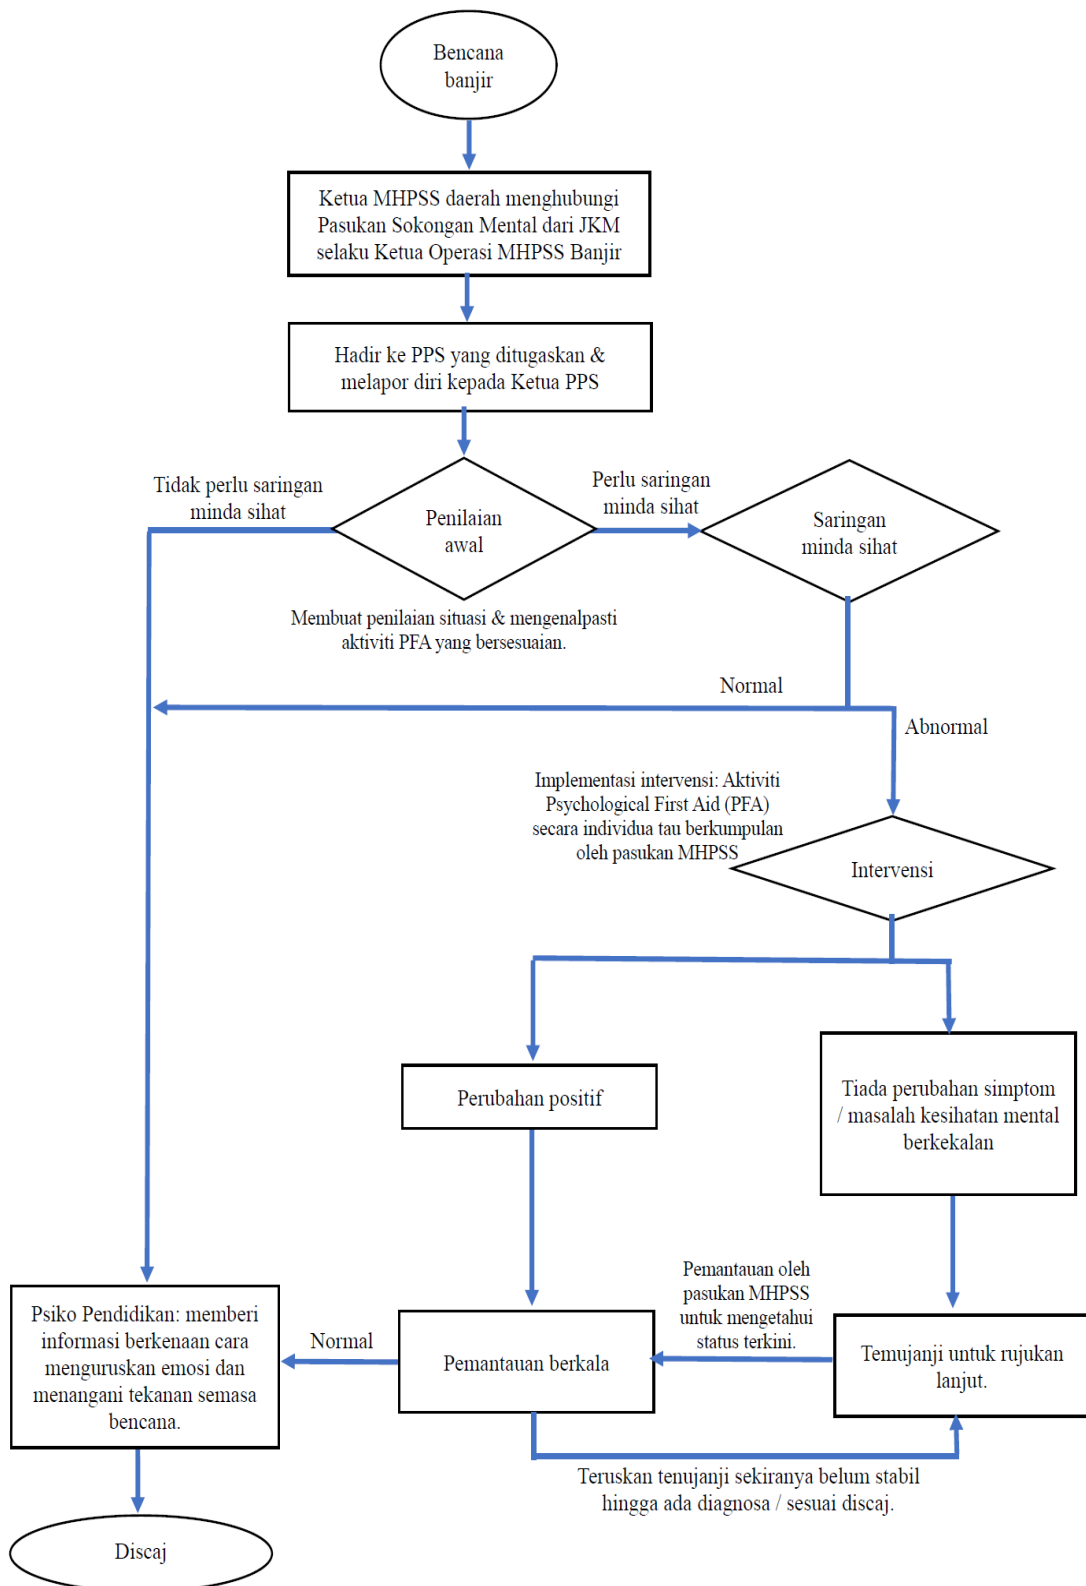 Bencana
banjir
Ketua MHPSS daerah menghubungi
Pasukan Sokongan Mental dari JKM
selaku Ketua Operasi MHPSS Banjir
Hadir ke PPS yang ditugaskan &
melapor diri kepada Ketua PPS
Tidak perlu saringan
minda sihat
Penilaian
awal
Perlu saringan
minda sihat
Saringan
minda sihat
Membuat penilaian situasi & mengenalpasti
aktiviti PFA yang bersesuaian.
Normal
Abnormal
Implementasi intervensi: Aktiviti
Psychological First Aid (PFA)
secara individua tau berkumpulan
oleh pasukan MHPSS
Intervensi
Perubahan positif
Tiada perubahan simptom
/ masalah kesihatan mental
berkekalan
Psiko Pendidikan: memberi
informasi berkenaan cara
menguruskan emosi dan
menangani tekanan semasa
bencana.
Normal
Pemantauan berkala
Pemantauan oleh
pasukan MHPSS
untuk mengetahui
status terkini.
Temujanji untuk rujukan
lanjut.
Teruskan tenujanji sekiranya belum stabil
hingga ada diagnosa / sesuai discaj.
Discaj